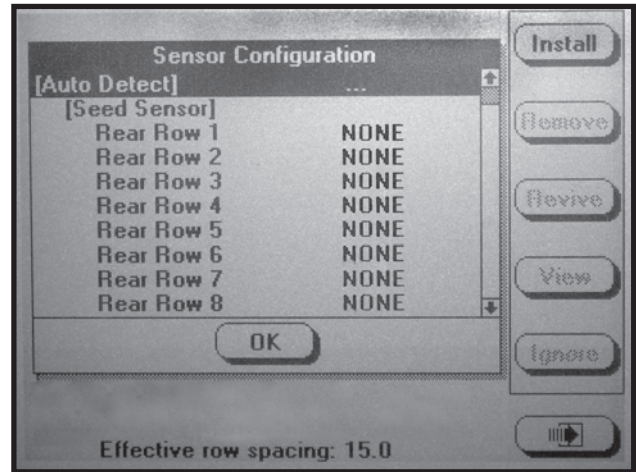 Sensor Configuration
[Auto Detect] ...
[Seed Sensor]
Rear Row 1 NONE
Rear Row 2 NONE
Rear Row 3 NONE
Rear Row 4 NONE
Rear Row 5 NONE
Rear Row 6 NONE
Rear Row 7 NONE
Rear Row 8 NONE
OK
Effective row spacing: 15.0
Install
Remove
Revive
View
Ignore